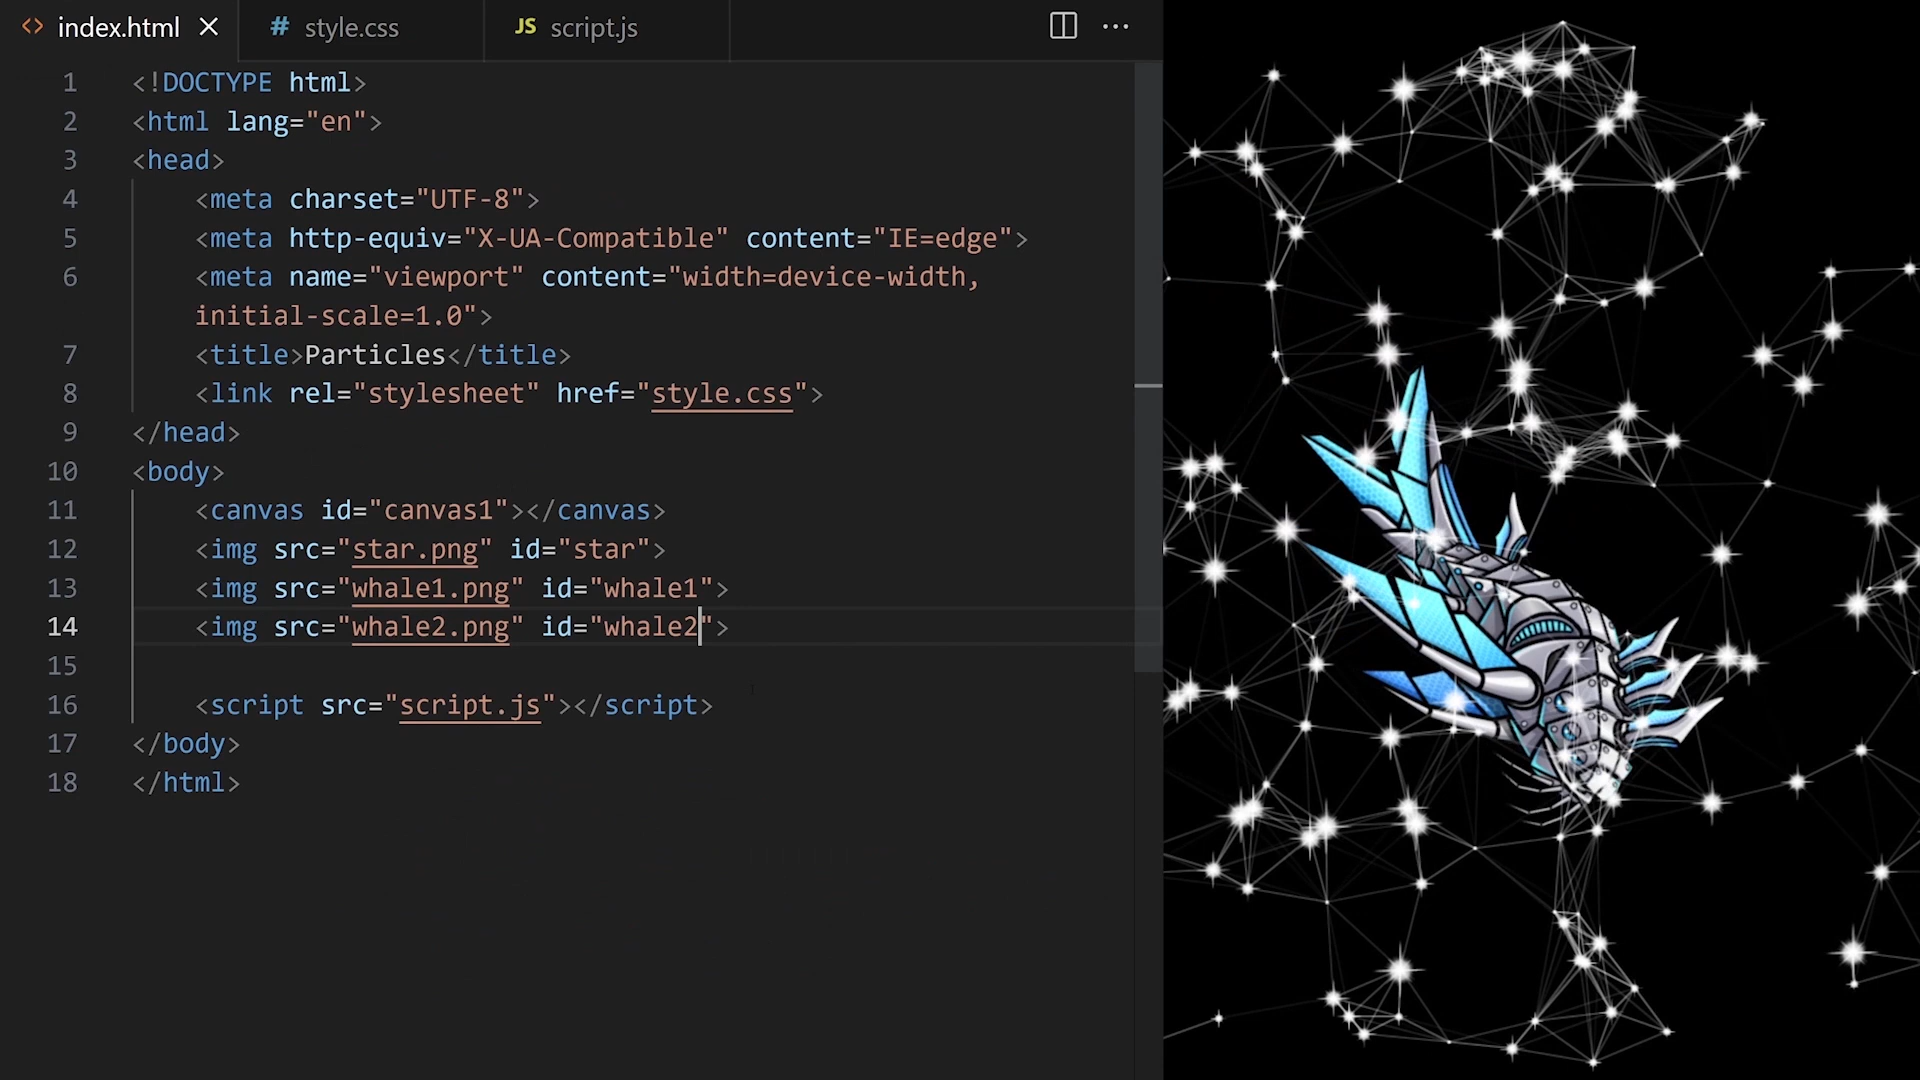 index.html
style.css
JS script.js
1 <!DOCTYPE html>
2 <html lang="en">
3 <head>
4 <meta charset="UTF-8">
5 <meta http-equiv="X-UA-Compatible" content="IE=edge">
6 <meta name="viewport" content="width=device-width,
initial-scale=1.0">
7 <title>Particles</title>
8 <link rel="stylesheet" href="style.css">
9 </head>
10 <body>
11 <canvas id="canvas1"></canvas>
12 <img src="star.png" id="star">
13 <img src="whale1.png" id="whale1">
14 <img src="whale2.png" id="whale2">
15
16 <script src="script.js"></script>
17 </body>
18 </html>